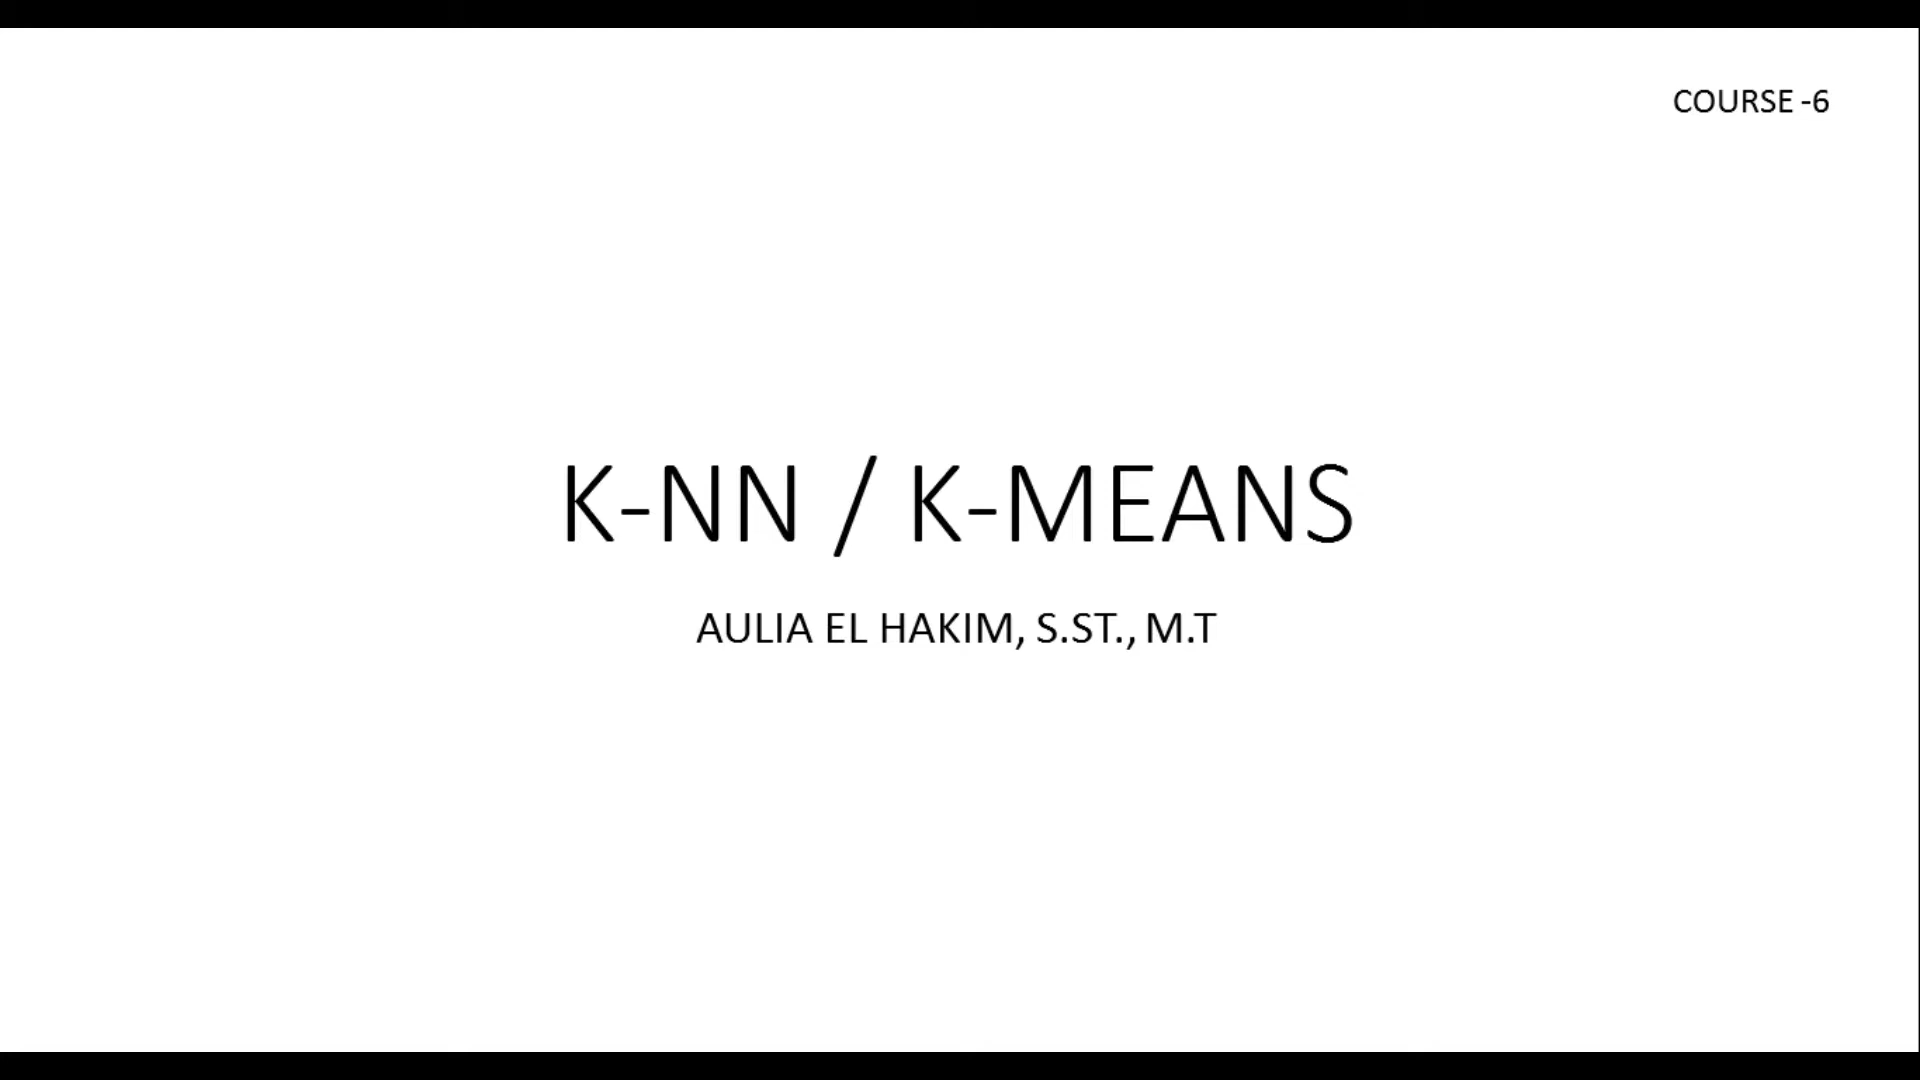 COURSE -6
K-NN / K-MEANS
AULIA EL HAKIM, S.ST., M.T